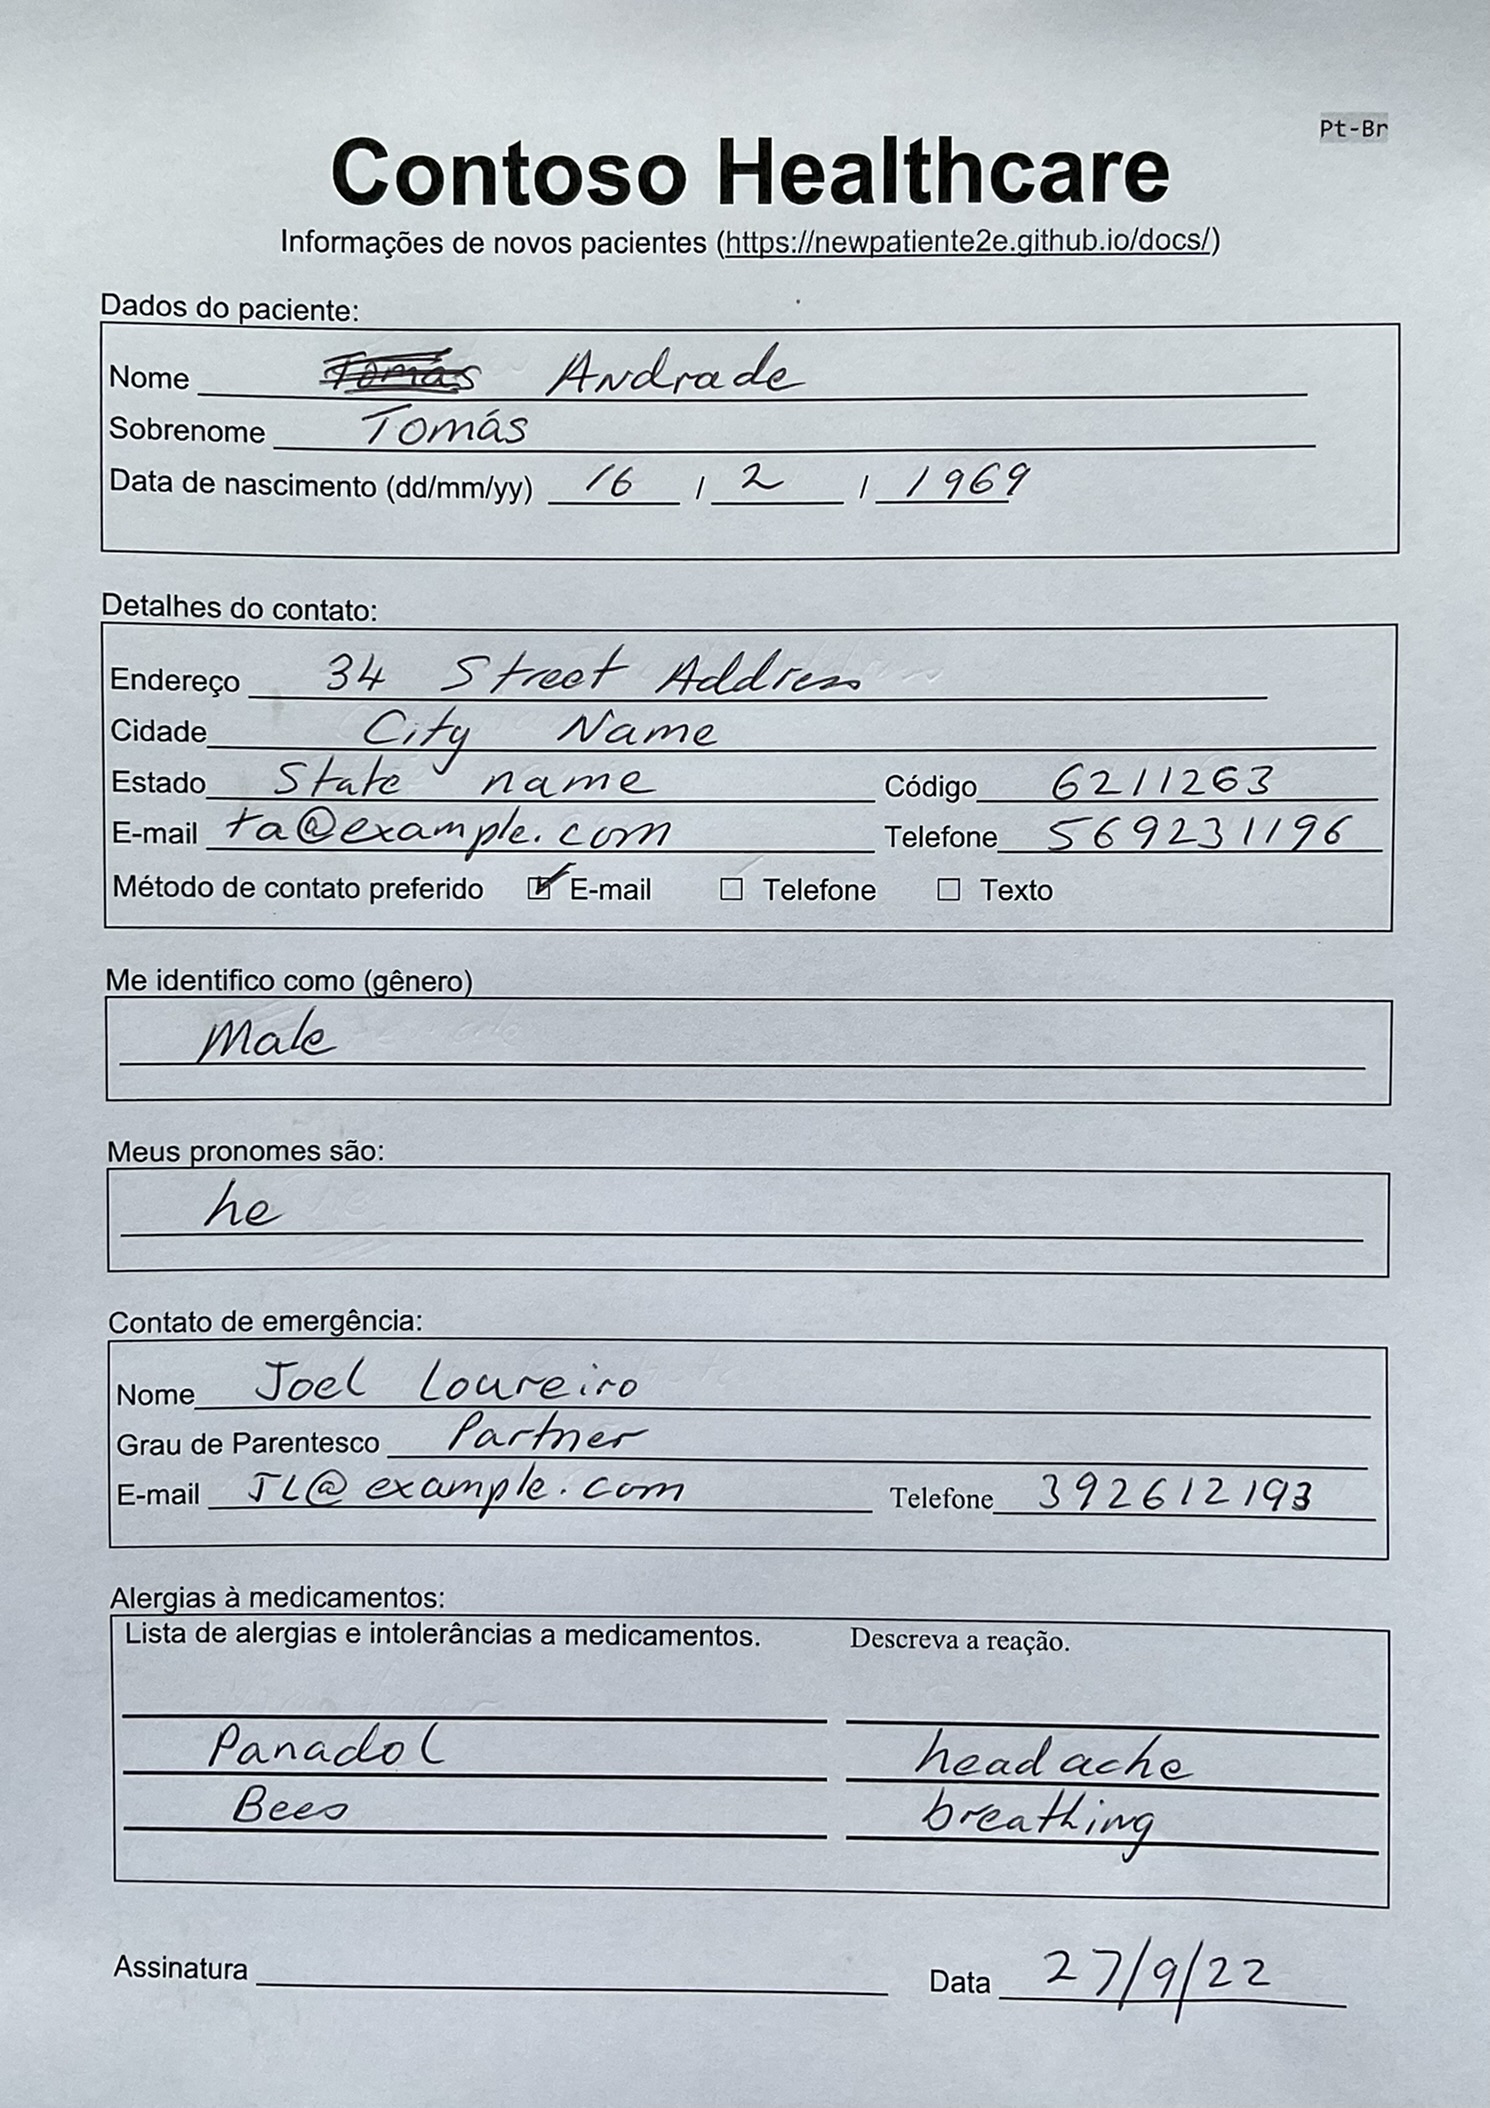 Pt-Br
Contoso Healthcare
Informações de novos pacientes (https://newpatiente2e.github.io/docs/)
Dados do paciente:
Nome Tomás Andrade
Sobrenome Tomás
Data de nascimento (dd/mm/yy) 16 / 2 / 1969
Detalhes do contato:
Endereço 34 Street Address
Cidade City Name
Estado State name Código 6211263
E-mail ta@example.com Telefone 569231196
Método de contato preferido ☑ E-mail ☐ Telefone ☐ Texto
Me identifico como (gênero)
Male
Meus pronomes são:
he
Contato de emergência:
Nome Joel Loureiro
Grau de Parentesco Partner
E-mail JL@example.com Telefone 392612193
Alergias à medicamentos:
Lista de alergias e intolerâncias a medicamentos. Descreva a reação.
Panadol headache
Bees breathing
Assinatura Data 27/9/22